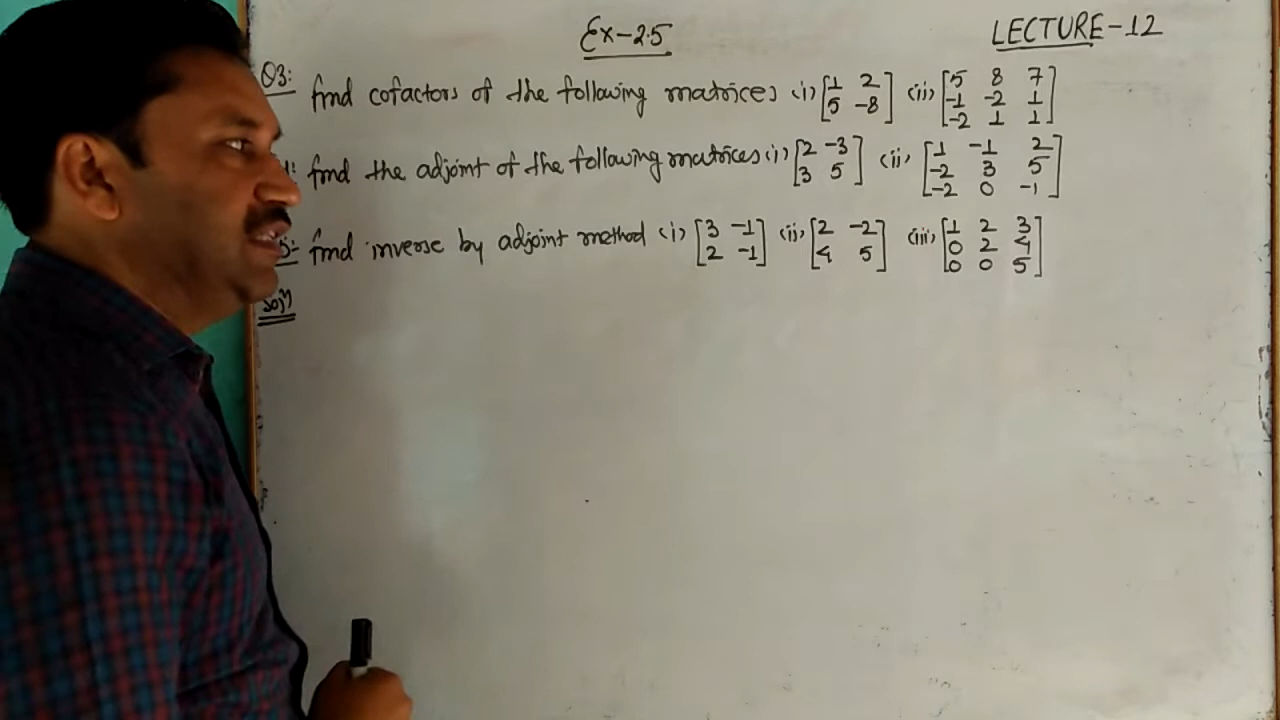 Ex-2.5
LECTURE-12
Q3: find cofactors of the following matrices (i) [1 2
5 -8] (ii) [5 8 7
-1 -2 1
-2 1 1]
find the adjoint of the following matrices (i) [2 -3
3 5] (ii) [1 -1 2
-2 3 5
-2 0 -1]
5:- find inverse by adjoint method (i) [3 -1
2 -1] (ii) [2 -2
4 5] (iii) [1 2 3
0 2 4
0 0 5]
Soln